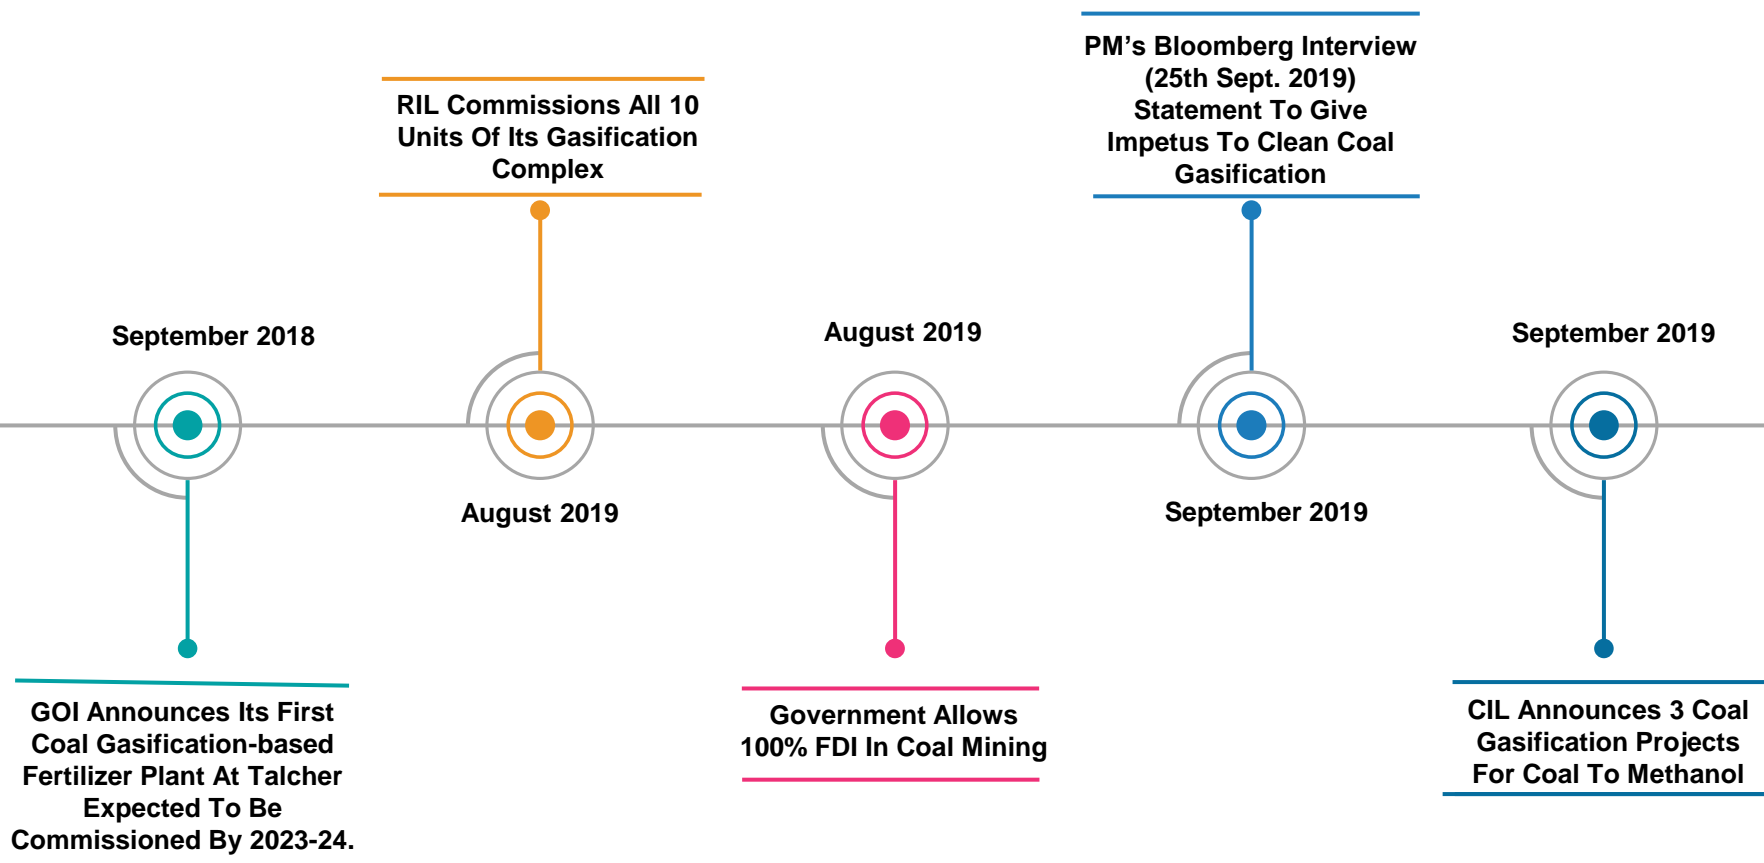 September 2018
GOI Announces Its First
Coal Gasification-based
Fertilizer Plant At Talcher
Expected To Be
Commissioned By 2023-24.
RIL Commissions All 10
Units Of Its Gasification
Complex
August 2019
August 2019
Government Allows
100% FDI In Coal Mining
PM’s Bloomberg Interview
(25th Sept. 2019)
Statement To Give
Impetus To Clean Coal
Gasification
September 2019
September 2019
CIL Announces 3 Coal
Gasification Projects
For Coal To Methanol